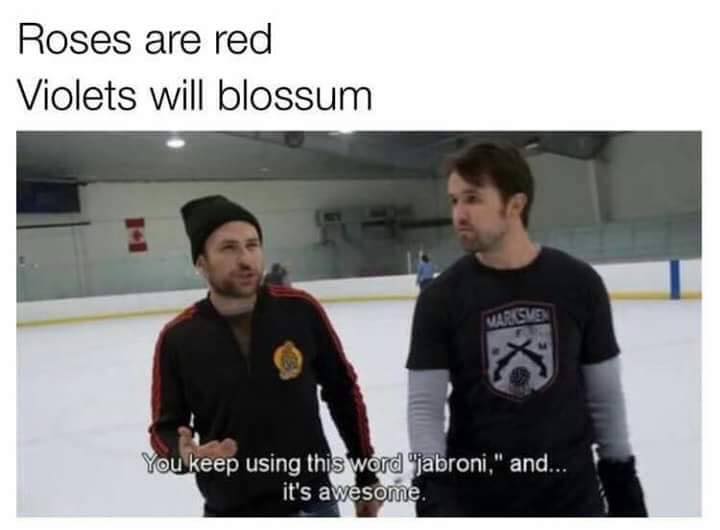 Roses are red
Violets will blossum
MARKSMEN
You keep using this word "jabroni," and...
it's awesome.